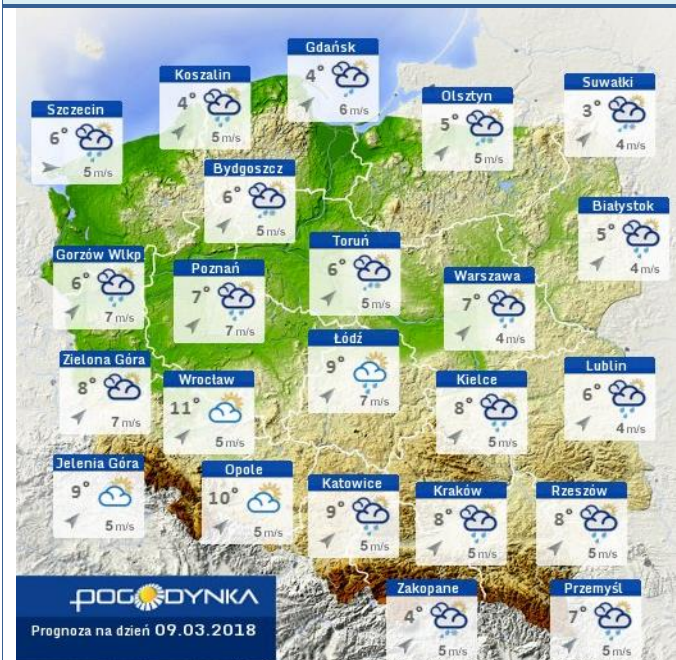 Gdańsk
4°
6 m/s
Koszalin
4°
5 m/s
Suwałki
3°
4 m/s
Olsztyn
5°
5 m/s
Szczecin
6°
5 m/s
Bydgoszcz
6°
5 m/s
Białystok
5°
4 m/s
Toruń
6°
5 m/s
Gorzów Wlkp
6°
7 m/s
Poznań
7°
7 m/s
Warszawa
7°
4 m/s
Łódź
9°
7 m/s
Zielona Góra
8°
7 m/s
Wrocław
11°
5 m/s
Kielce
8°
5 m/s
Lublin
6°
4 m/s
Jelenia Góra
9°
5 m/s
Opole
10°
5 m/s
Katowice
9°
5 m/s
Kraków
8°
5 m/s
Rzeszów
8°
5 m/s
Zakopane
4°
5 m/s
Przemyśl
7°
5 m/s
POGODYNKA
Prognoza na dzień 09.03.2018